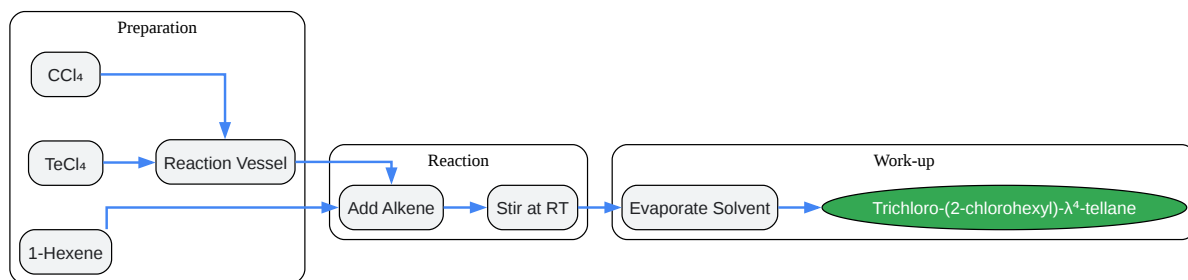 Preparation
CCl₄
TeCl₄
Reaction Vessel
1-Hexene
Reaction
Add Alkene
Stir at RT
Work-up
Evaporate Solvent
Trichloro-(2-chlorohexyl)-λ⁴-tellane